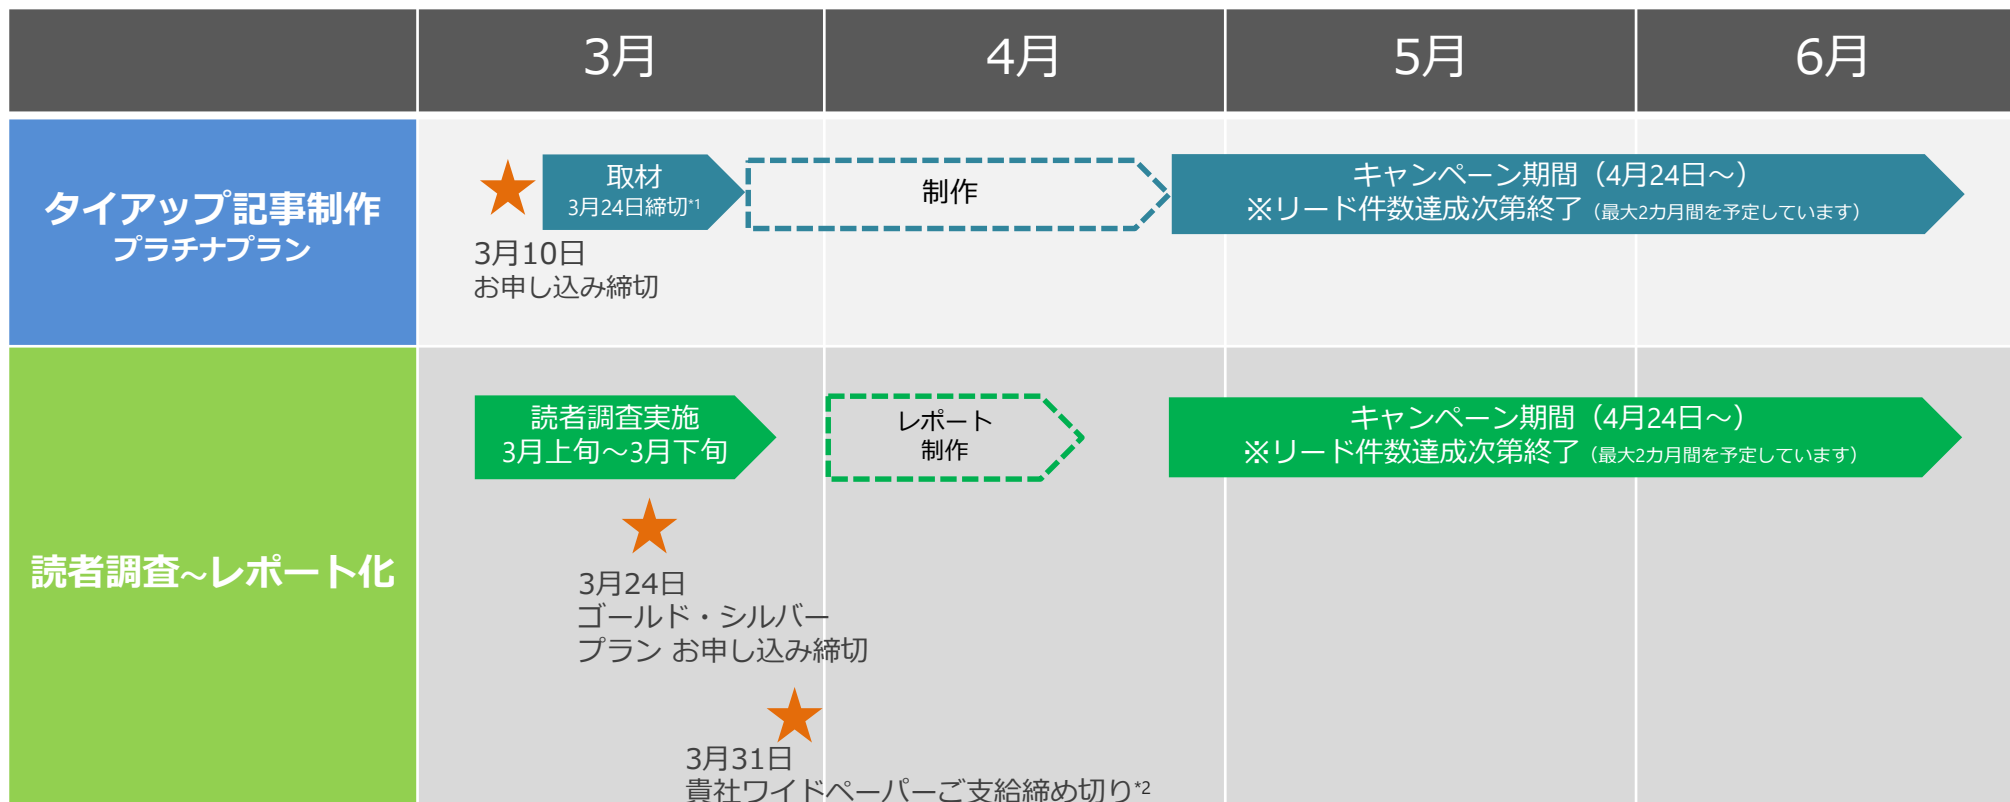 3月
4月
5月
6月
タイアップ記事制作
プラチナプラン
取材
3月24日締切*1
制作
キャンペーン期間（4月24日～）
※リード件数達成次第終了（最大2カ月間を予定しています）
3月10日
お申し込み締切
読者調査~レポート化
読者調査実施
3月上旬～3月下旬
レポート
制作
キャンペーン期間（4月24日～）
※リード件数達成次第終了（最大2カ月間を予定しています）
3月24日
ゴールド・シルバー
プラン お申し込み締切
3月31日
貴社ワイドペーパーご支給締め切り*2